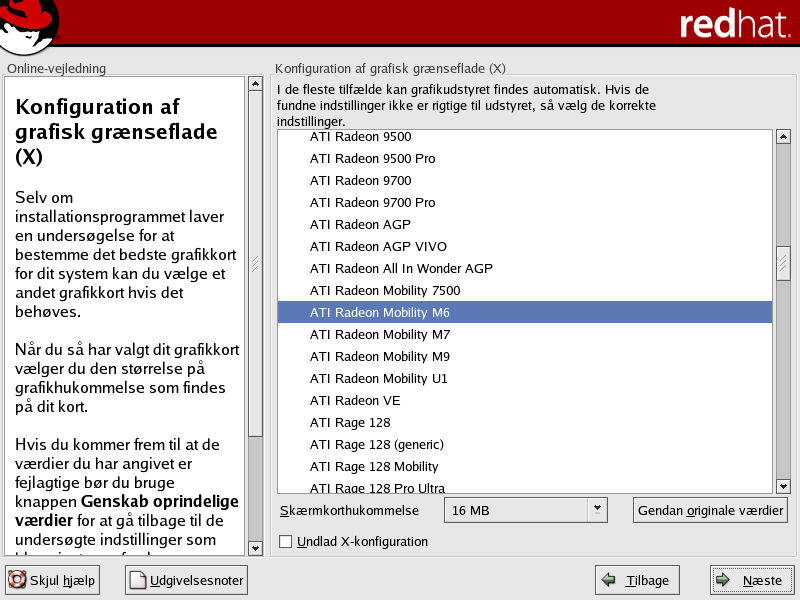 redhat.
Online-vejledning
Konfiguration af
grafisk grænseflade
(X)
Selv om
installationsprogrammet laver
en undersøgelse for at
bestemme det bedste grafikkort
for dit system kan du vælge et
andet grafikkort hvis det
behøves.
Når du så har valgt dit grafikkort
vælger du den størrelse på
grafikhukommelse som findes
på dit kort.
Hvis du kommer frem til at de
værdier du har angivet er
fejlagtige bør du bruge
knappen Genskab oprindelige
værdier for at gå tilbage til de
undersøgte indstillinger som
Konfiguration af grafisk grænseflade (X)
I de fleste tilfælde kan grafikudstyret findes automatisk. Hvis de
fundne indstillinger ikke er rigtige til udstyret, så vælg de korrekte
indstillinger.
ATI Radeon 9500
ATI Radeon 9500 Pro
ATI Radeon 9700
ATI Radeon 9700 Pro
ATI Radeon AGP
ATI Radeon AGP VIVO
ATI Radeon All In Wonder AGP
ATI Radeon Mobility 7500
ATI Radeon Mobility M6
ATI Radeon Mobility M7
ATI Radeon Mobility M9
ATI Radeon Mobility U1
ATI Radeon VE
ATI Rage 128
ATI Rage 128 (generic)
ATI Rage 128 Mobility
ATI Rage 128 Pro Ultra
Skærmkorthukommelse
16 MB
Gendan originale værdier
Undlad X-konfiguration
Skjul hjælp
Udgivelsesnoter
Tilbage
Næste